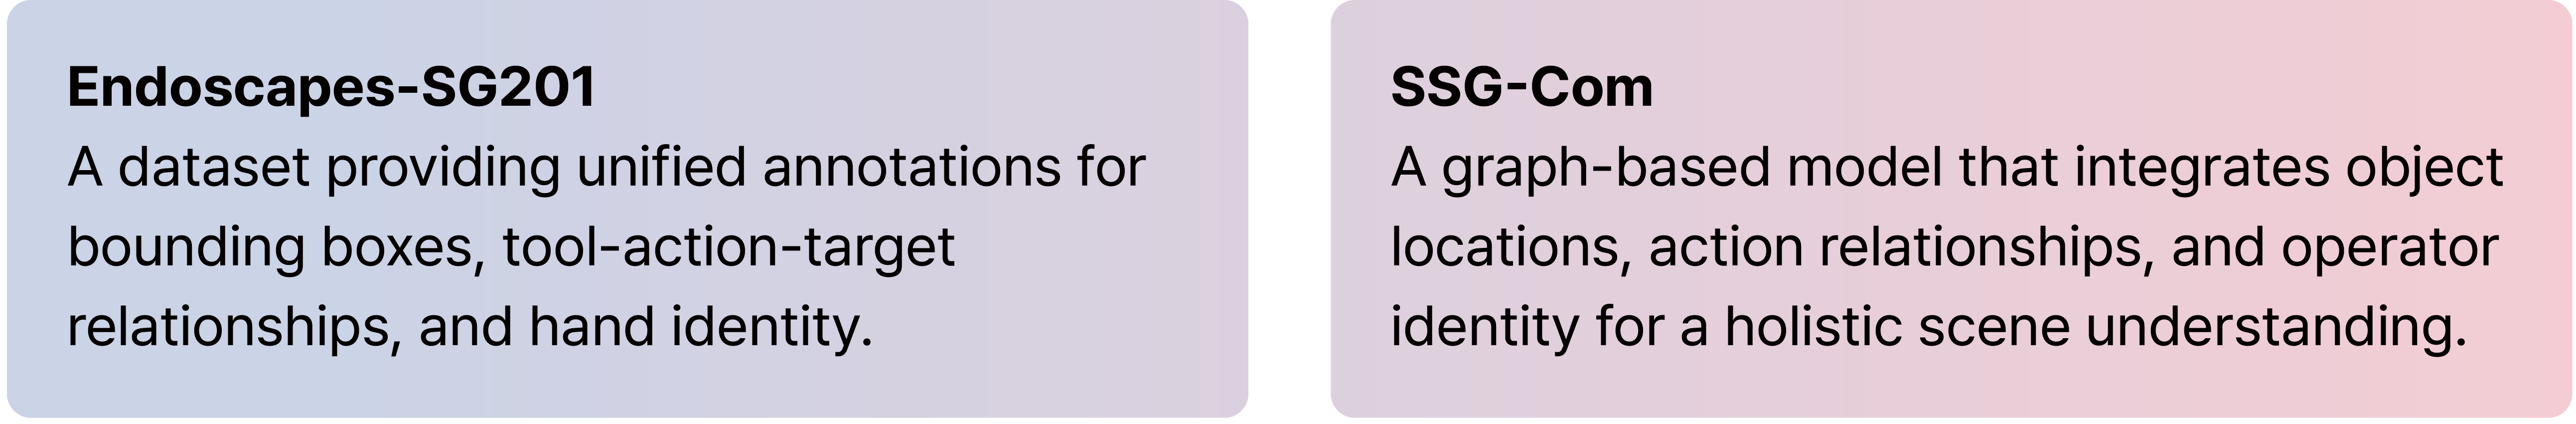 Endoscapes-SG201
A dataset providing unified annotations for
bounding boxes, tool-action-target
relationships, and hand identity.
SSG-Com
A graph-based model that integrates object
locations, action relationships, and operator
identity for a holistic scene understanding.